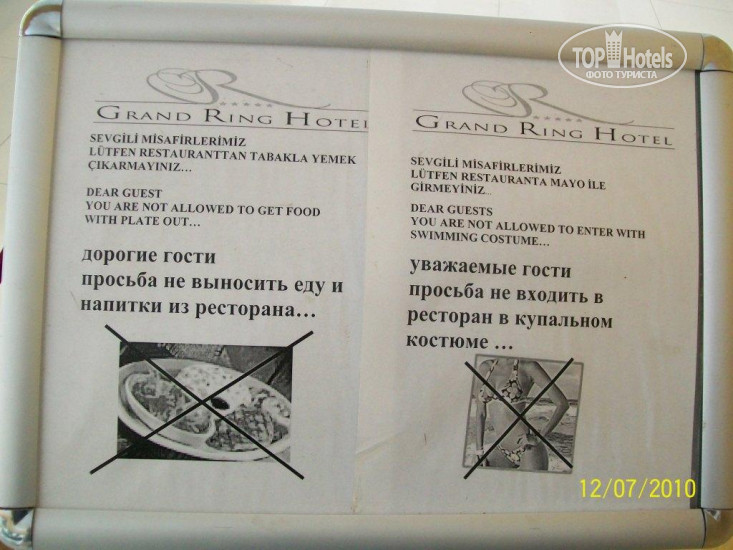 GRAND RING HOTEL
SEVGİLİ MİSAFİRLERİMİZ
LÜTFEN RESTAURANTTAN TABAKLA YEMEK
ÇIKARMAYINIZ…
DEAR GUEST
YOU ARE NOT ALLOWED TO GET FOOD
WITH PLATE OUT…
дорогие гости
просьба не выносить еду и
напитки из ресторана…
GRAND RING HOTEL
SEVGİLİ MİSAFİRLERİMİZ
LÜTFEN RESTAURANTA MAYO İLE
GİRMEYİNİZ…
DEAR GUESTS
YOU ARE NOT ALLOWED TO ENTER WITH
SWIMMING COSTUME…
уважаемые гости
просьба не входить в
ресторан в купальном
костюме …
TOP Hotels
ФОТО ТУРИСТА
12/07/2010